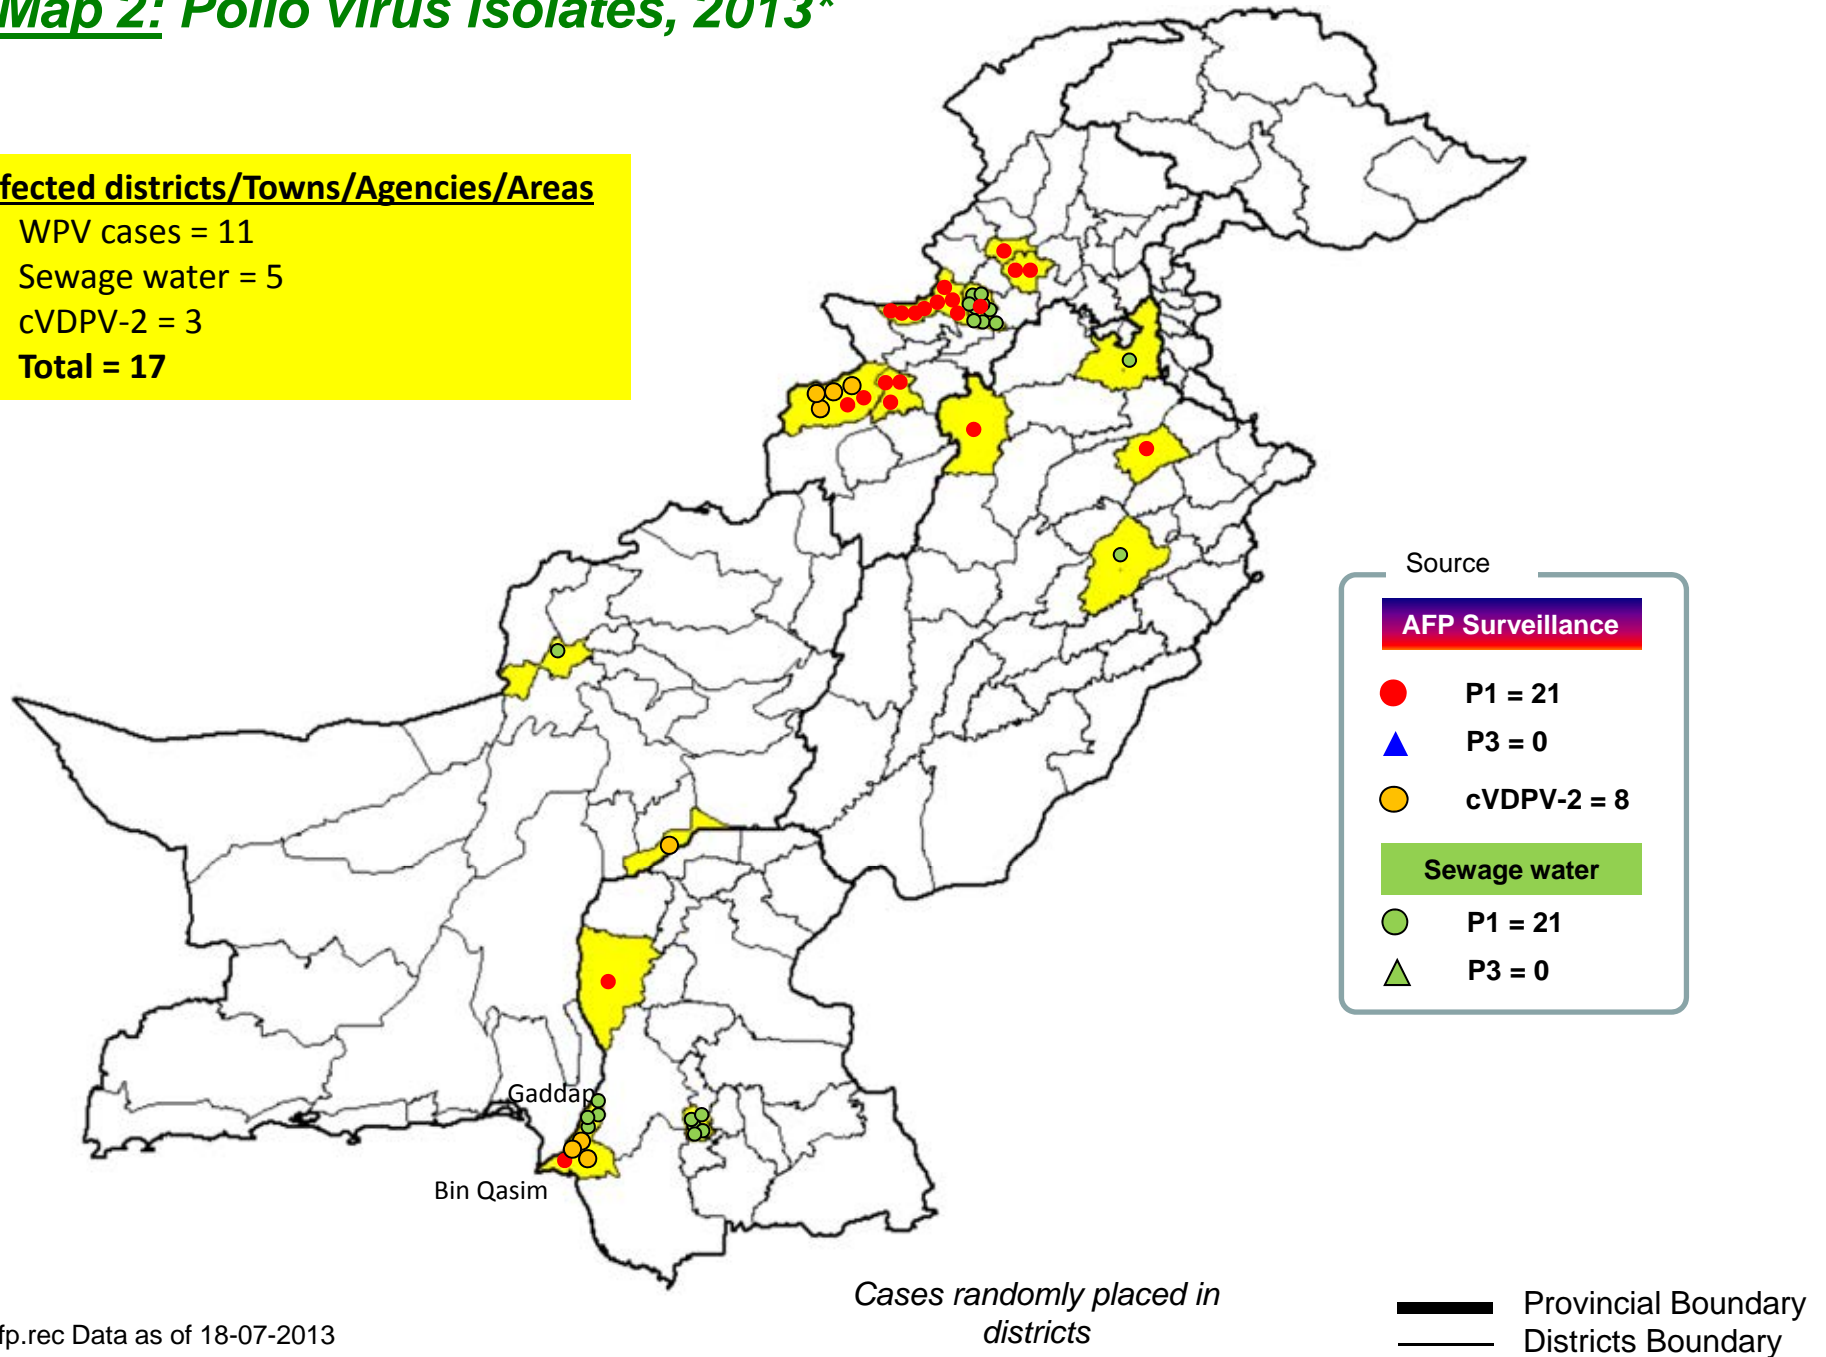 Map 2: Polio virus Isolates, 2013*
fected districts/Towns/Agencies/Areas
WPV cases = 11
Sewage water = 5
cVDPV-2 = 3
Total = 17
Source
AFP Surveillance
P1 = 21
P3 = 0
cVDPV-2 = 8
Sewage water
P1 = 21
P3 = 0
Gaddap
Bin Qasim
Cases randomly placed in
districts
fp.rec Data as of 18-07-2013
Provincial Boundary
Districts Boundary